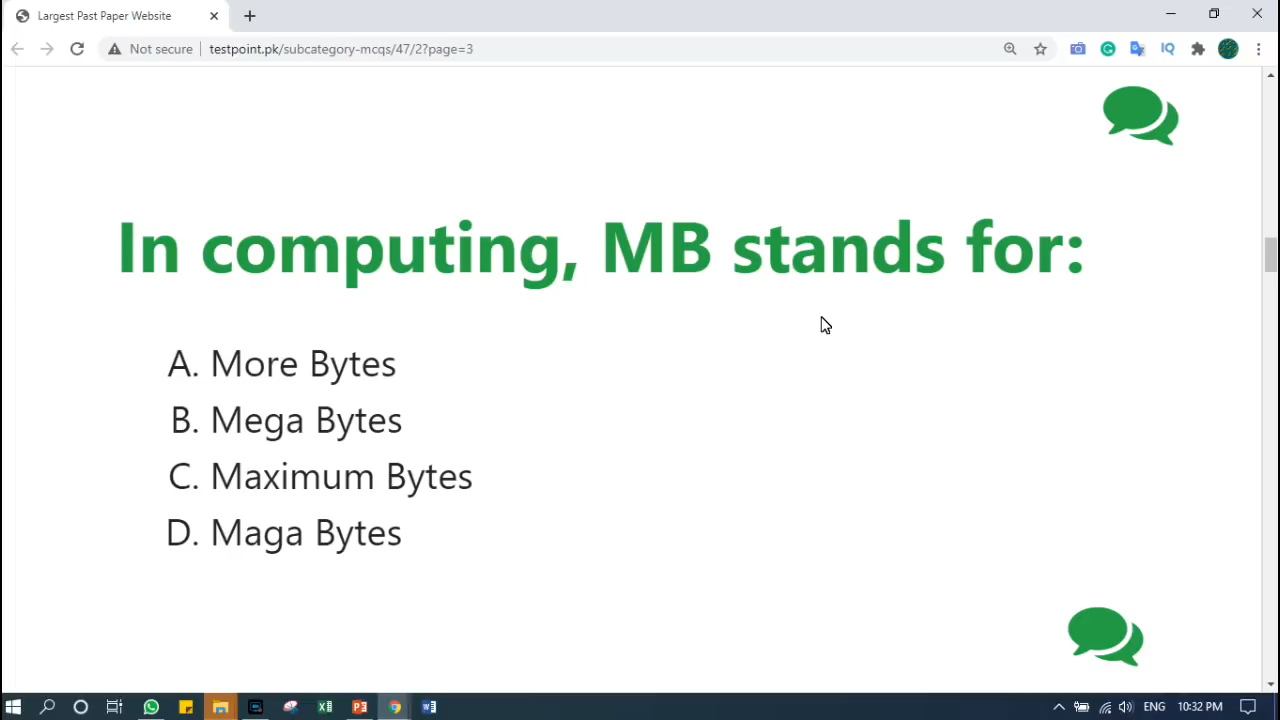 Largest Past Paper Website
Not secure
testpoint.pk/subcategory-mcqs/47/2?page=3
IQ
In computing, MB stands for:
A. More Bytes
B. Mega Bytes
C. Maximum Bytes
D. Maga Bytes
ENG
10:32 PM